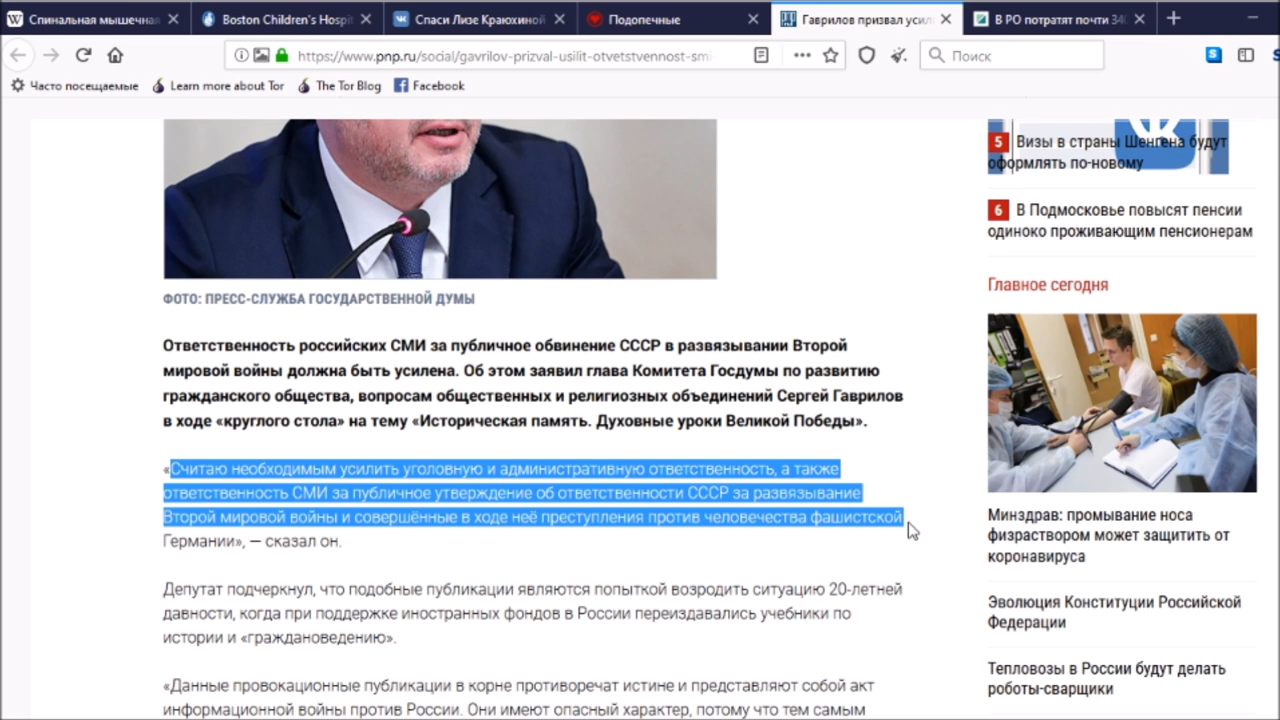 Спинальная мышечная
Boston Children's Hospi
Спаси Лизе Краюхиной
Подопечные
Гаврилов призвал усил
В РО потратят почти 340
https://www.pnp.ru/social/gavrilov-prizval-usilit-otvetstvennost-smi-
Поиск
Часто посещаемые
Learn more about Tor
The Tor Blog
Facebook
ФОТО: ПРЕСС-СЛУЖБА ГОСУДАРСТВЕННОЙ ДУМЫ
Ответственность российских СМИ за публичное обвинение СССР в развязывании Второй
мировой войны должна быть усилена. Об этом заявил глава Комитета Госдумы по развитию
гражданского общества, вопросам общественных и религиозных объединений Сергей Гаврилов
в ходе «круглого стола» на тему «Историческая память. Духовные уроки Великой Победы».
«Считаю необходимым усилить уголовную и административную ответственность, а также
ответственность СМИ за публичное утверждение об ответственности СССР за развязывание
Второй мировой войны и совершённые в ходе неё преступления против человечества фашистской
Германии», — сказал он.
Депутат подчеркнул, что подобные публикации являются попыткой возродить ситуацию 20-летней
давности, когда при поддержке иностранных фондов в России переиздавались учебники по
истории и «граждановедению».
«Данные провокационные публикации в корне противоречат истине и представляют собой акт
информационной войны против России. Они имеют опасный характер, потому что тем самым
5 Визы в страны Шенгена будут
оформлять по-новому
6 В Подмосковье повысят пенсии
одиноко проживающим пенсионерам
Главное сегодня
Минздрав: промывание носа
физраствором может защитить от
коронавируса
Эволюция Конституции Российской
Федерации
Тепловозы в России будут делать
роботы-сварщики